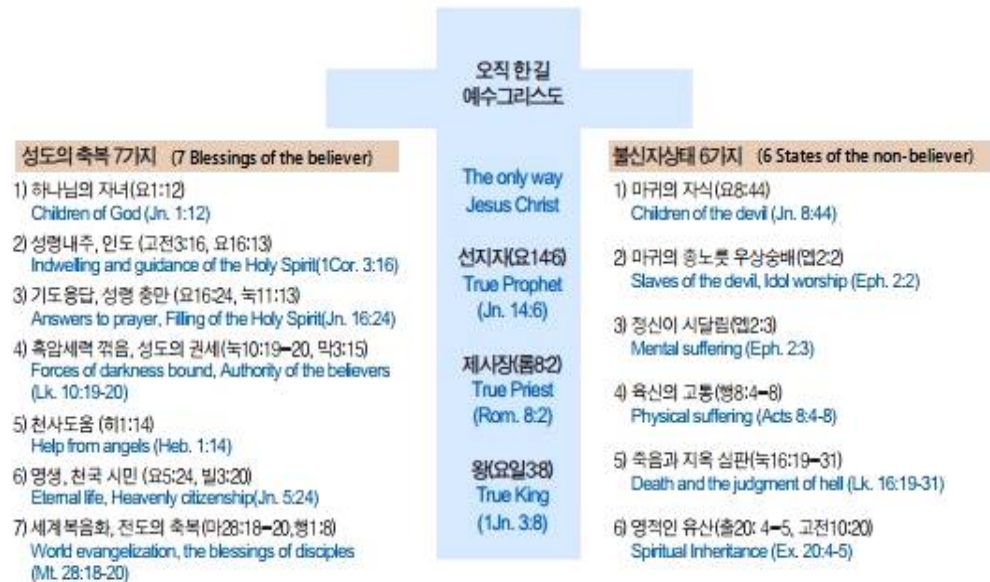 오직 한길
예수그리스도
The only way
Jesus Christ
선지자(요14:6)
True Prophet
(Jn. 14:6)
제사장(롬8:2)
True Priest
(Rom. 8:2)
왕(요일3:8)
True King
(1Jn. 3:8)
성도의 축복 7가지 (7 Blessings of the believer)
1) 하나님의 자녀(요1:12)
Children of God (Jn. 1:12)
2) 성령내주, 인도 (고전3:16, 요16:13)
Indwelling and guidance of the Holy Spirit(1Cor. 3:16)
3) 기도응답, 성령 충만 (요16:24, 눅11:13)
Answers to prayer, Filling of the Holy Spirit(Jn. 16:24)
4) 흑암세력 꺾음, 성도의 권세(눅10:19-20, 막3:15)
Forces of darkness bound, Authority of the believers
(Lk. 10:19-20)
5) 천사도움 (히1:14)
Help from angels (Heb. 1:14)
6) 영생, 천국 시민 (요5:24, 빌3:20)
Eternal life, Heavenly citizenship(Jn. 5:24)
7) 세계복음화, 전도의 축복(마28:18-20,행1:8)
World evangelization, the blessings of disciples
(Mt. 28:18-20)
불신자상태 6가지 (6 States of the non-believer)
1) 마귀의 자식(요8:44)
Children of the devil (Jn. 8:44)
2) 마귀의 종노릇 우상숭배(엡2:2)
Slaves of the devil, Idol worship (Eph. 2:2)
3) 정신이 시달림(엡2:3)
Mental suffering (Eph. 2:3)
4) 육신의 고통(행8:4-8)
Physical suffering (Acts 8:4-8)
5) 죽음과 지옥 심판(눅16:19-31)
Death and the judgment of hell (Lk. 16:19-31)
6) 영적인 유산(출20: 4-5, 고전10:20)
Spiritual Inheritance (Ex. 20:4-5)